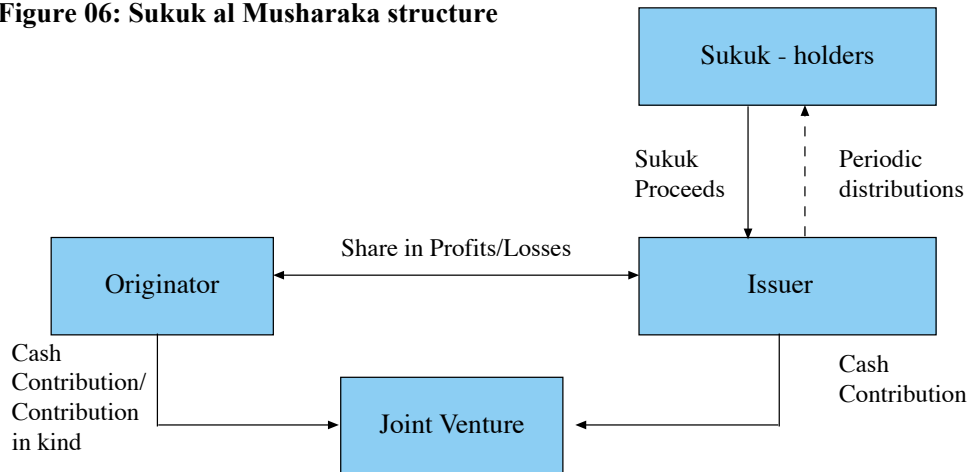 Figure 06: Sukuk al Musharaka structure
Sukuk - holders
Sukuk
Proceeds
Periodic
distributions
Share in Profits/Losses
Originator
Issuer
Cash
Contribution/
Contribution
in kind
Joint Venture
Cash
Contribution